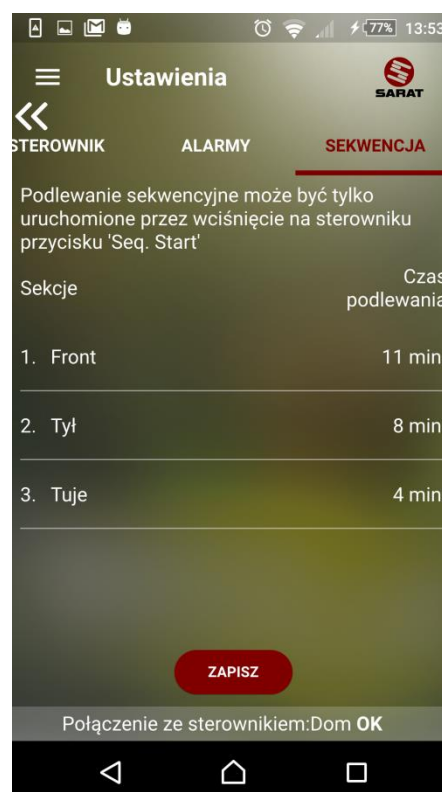 77% 13:53
Ustawienia
SARAT
STEROWNIK ALARMY SEKWENCJA
Podlewanie sekwencyjne może być tylko
uruchomione przez wciśnięcie na sterowniku
przycisku 'Seq. Start'
Sekcje Czas
podlewania
1. Front 11 min
2. Tył 8 min
3. Tuje 4 min
ZAPISZ
Połączenie ze sterownikiem:Dom OK